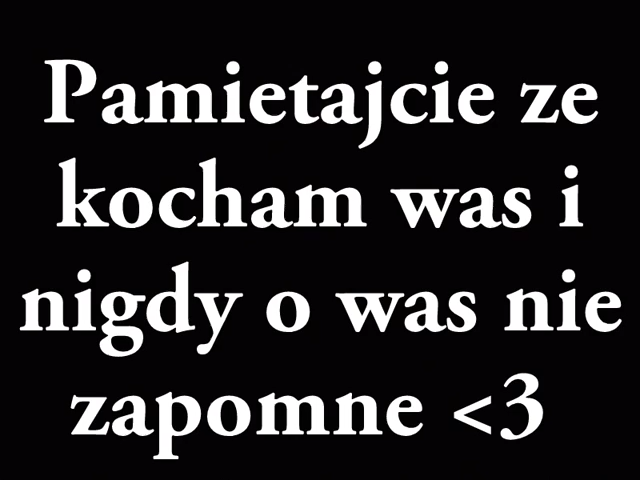 Pamietajcie ze
kocham was i
nigdy o was nie
zapomne <3